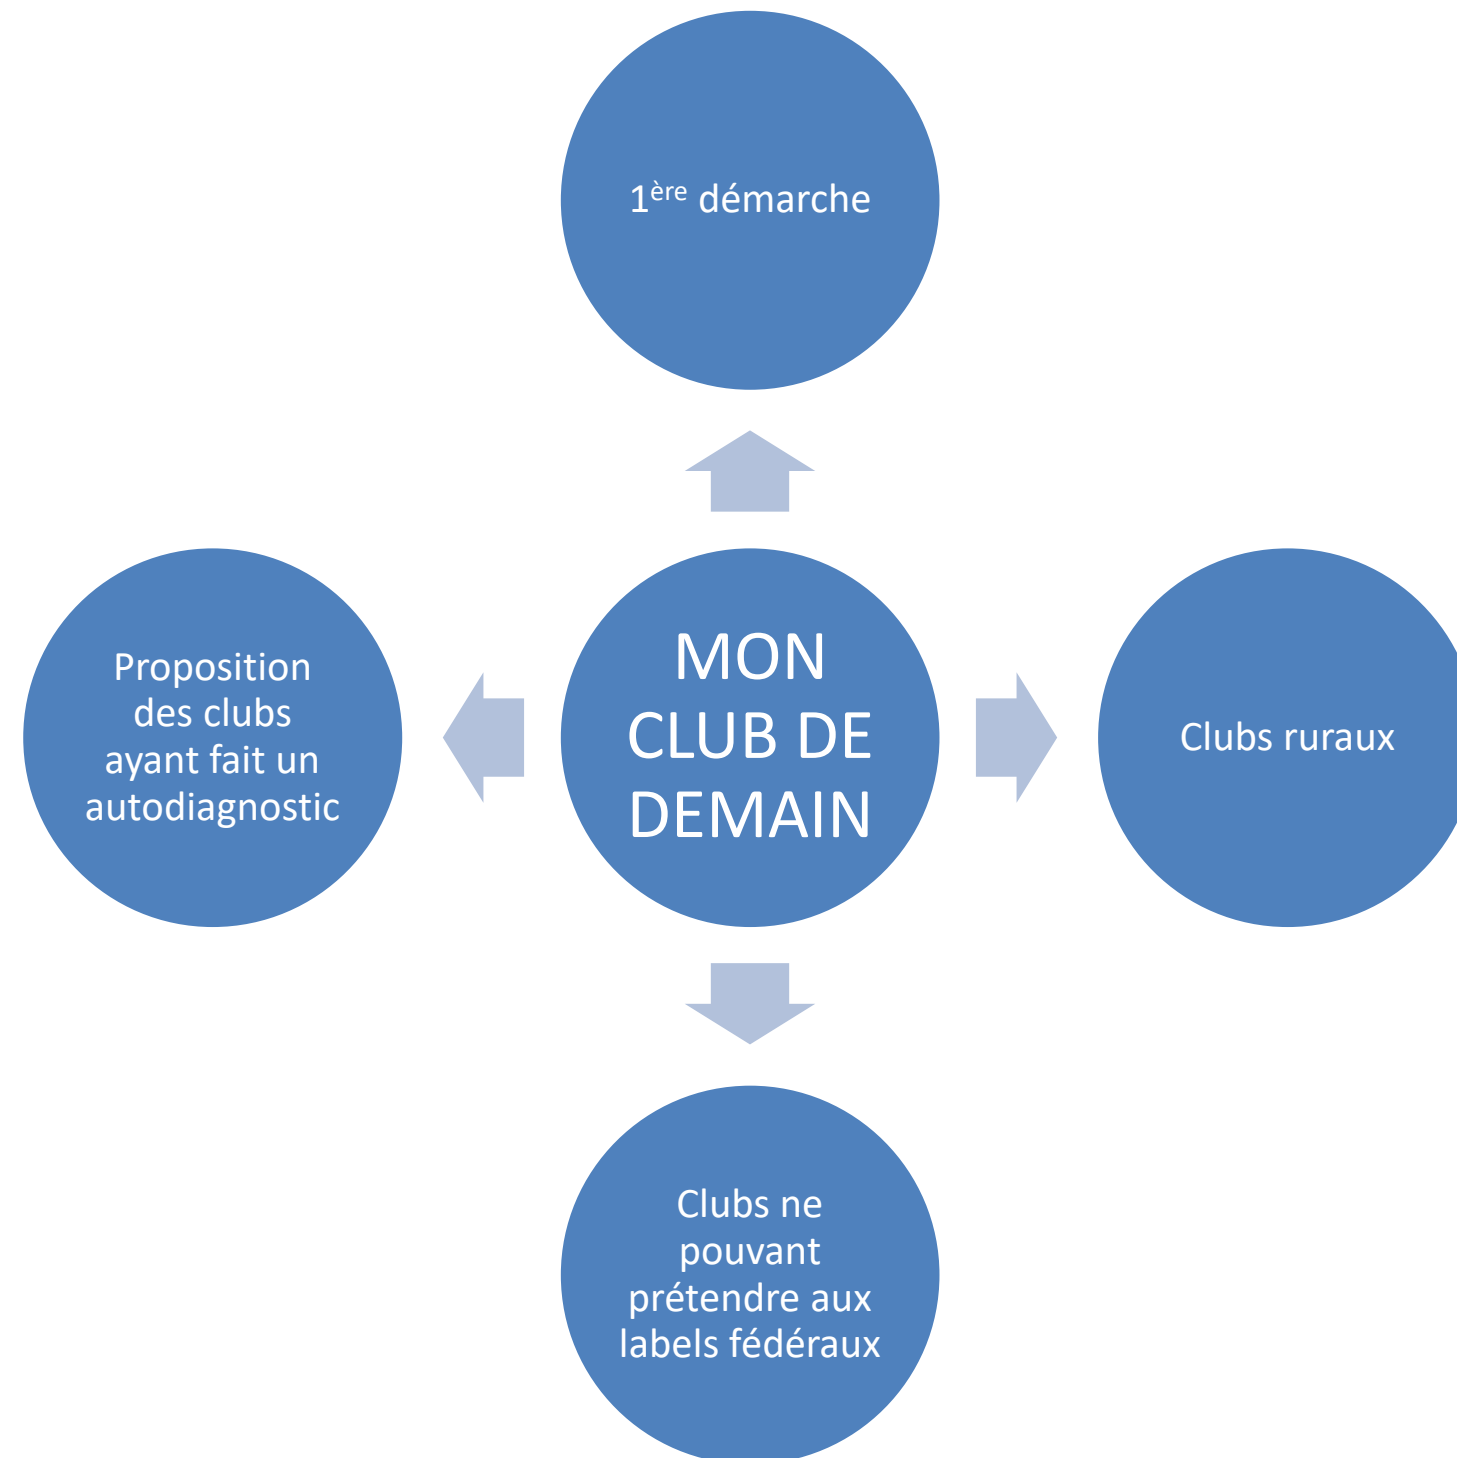 1ère démarche
Proposition
des clubs
ayant fait un
autodiagnostic
MON
CLUB DE
DEMAIN
Clubs ruraux
Clubs ne
pouvant
prétendre aux
labels fédéraux